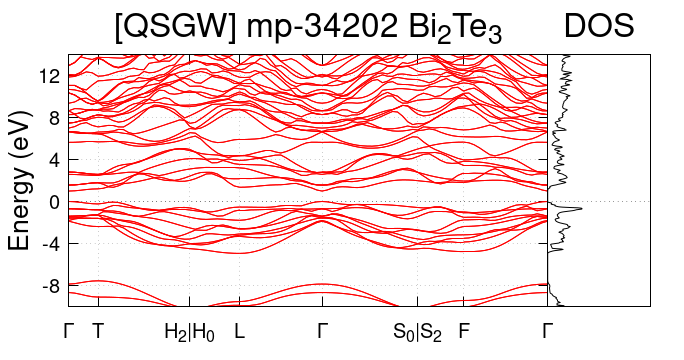 [QSGW] mp-34202 Bi₂Te₃ DOS
Energy (eV)
12
8
4
0
-4
-8
Γ T H₂|H₀ L Γ S₀|S₂ F Γ